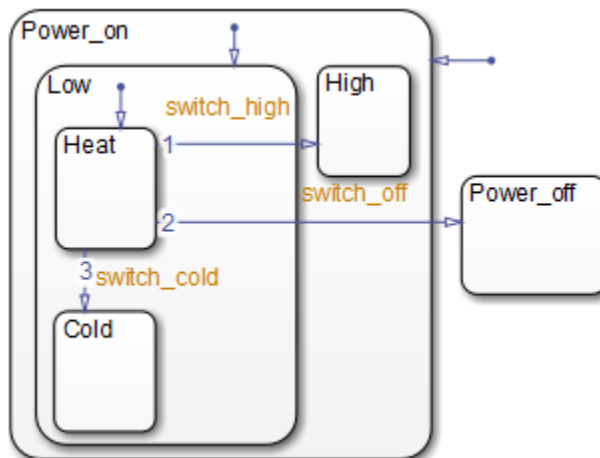 Power_on
Low
High
switch_high
Heat
1
switch_off
Power_off
2
3
switch_cold
Cold